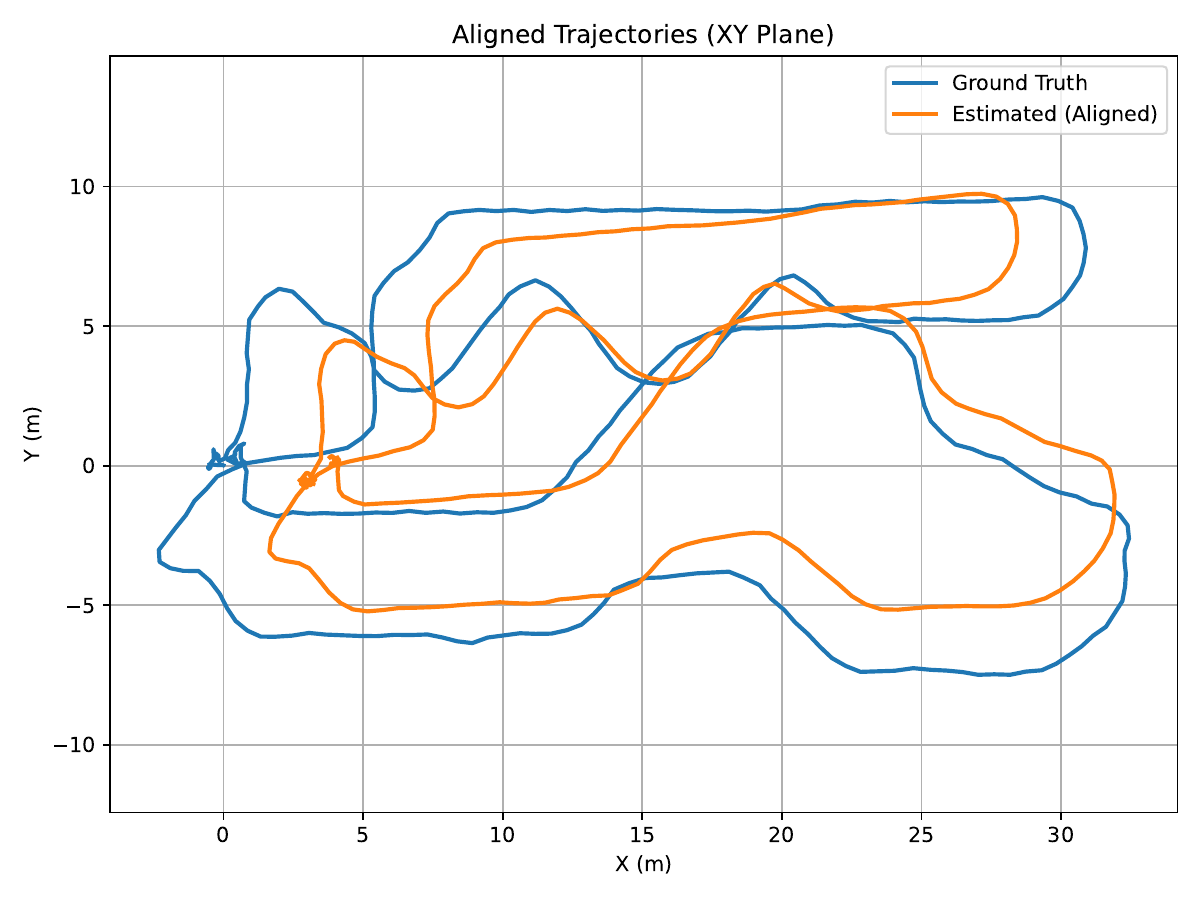 Aligned Trajectories (XY Plane)
Ground Truth
Estimated (Aligned)
10
5
0
−5
−10
Y (m)
0 5 10 15 20 25 30
X (m)